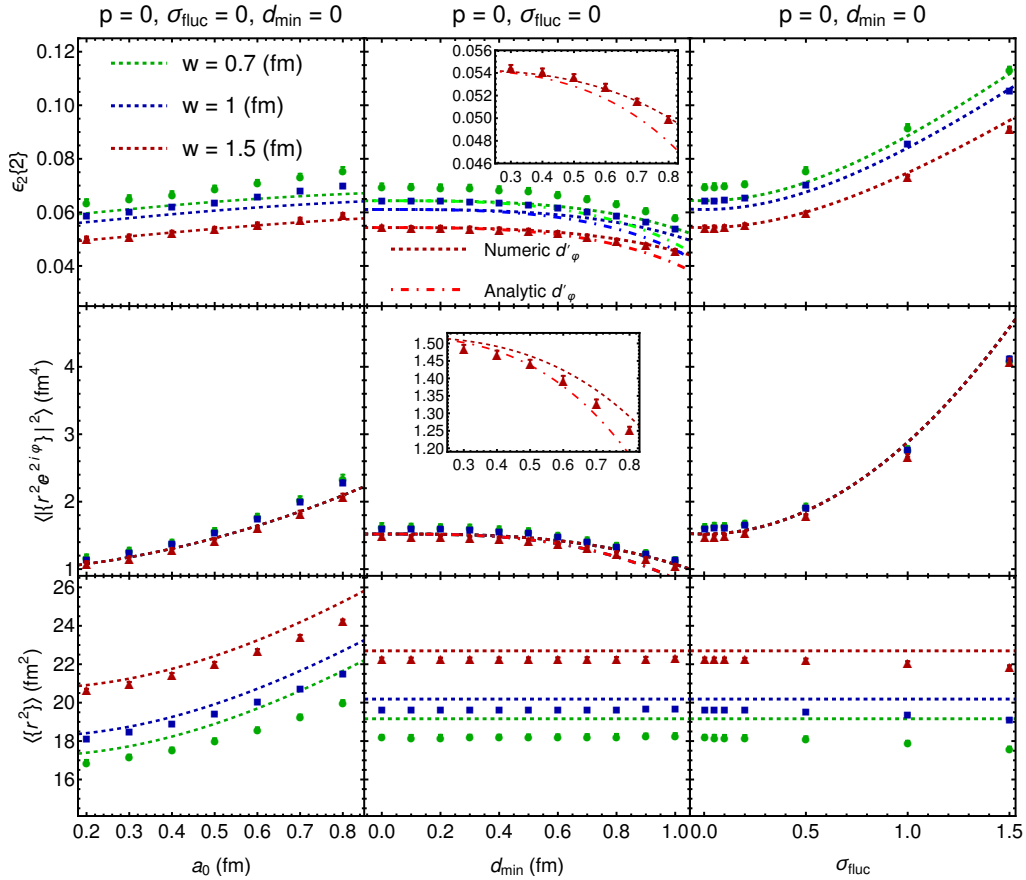 p = 0, σfluc = 0, dmin = 0
p = 0, σfluc = 0
p = 0, dmin = 0
ϵ2{2}
0.12
0.10
0.08
0.06
0.04
w = 0.7 (fm)
w = 1 (fm)
w = 1.5 (fm)
0.056
0.054
0.052
0.050
0.048
0.046
0.3 0.4 0.5 0.6 0.7 0.8
Numeric d′φ
Analytic d′φ
⟨|{r² e^{2 i φ}}|²⟩ (fm⁴)
4
3
2
1
1.50
1.45
1.40
1.35
1.30
1.25
1.20
0.3 0.4 0.5 0.6 0.7 0.8
⟨{r²}⟩ (fm²)
26
24
22
20
18
16
0.2 0.3 0.4 0.5 0.6 0.7 0.8
0.0 0.2 0.4 0.6 0.8 1.0
0.0 0.5 1.0 1.5
a0 (fm)
dmin (fm)
σfluc